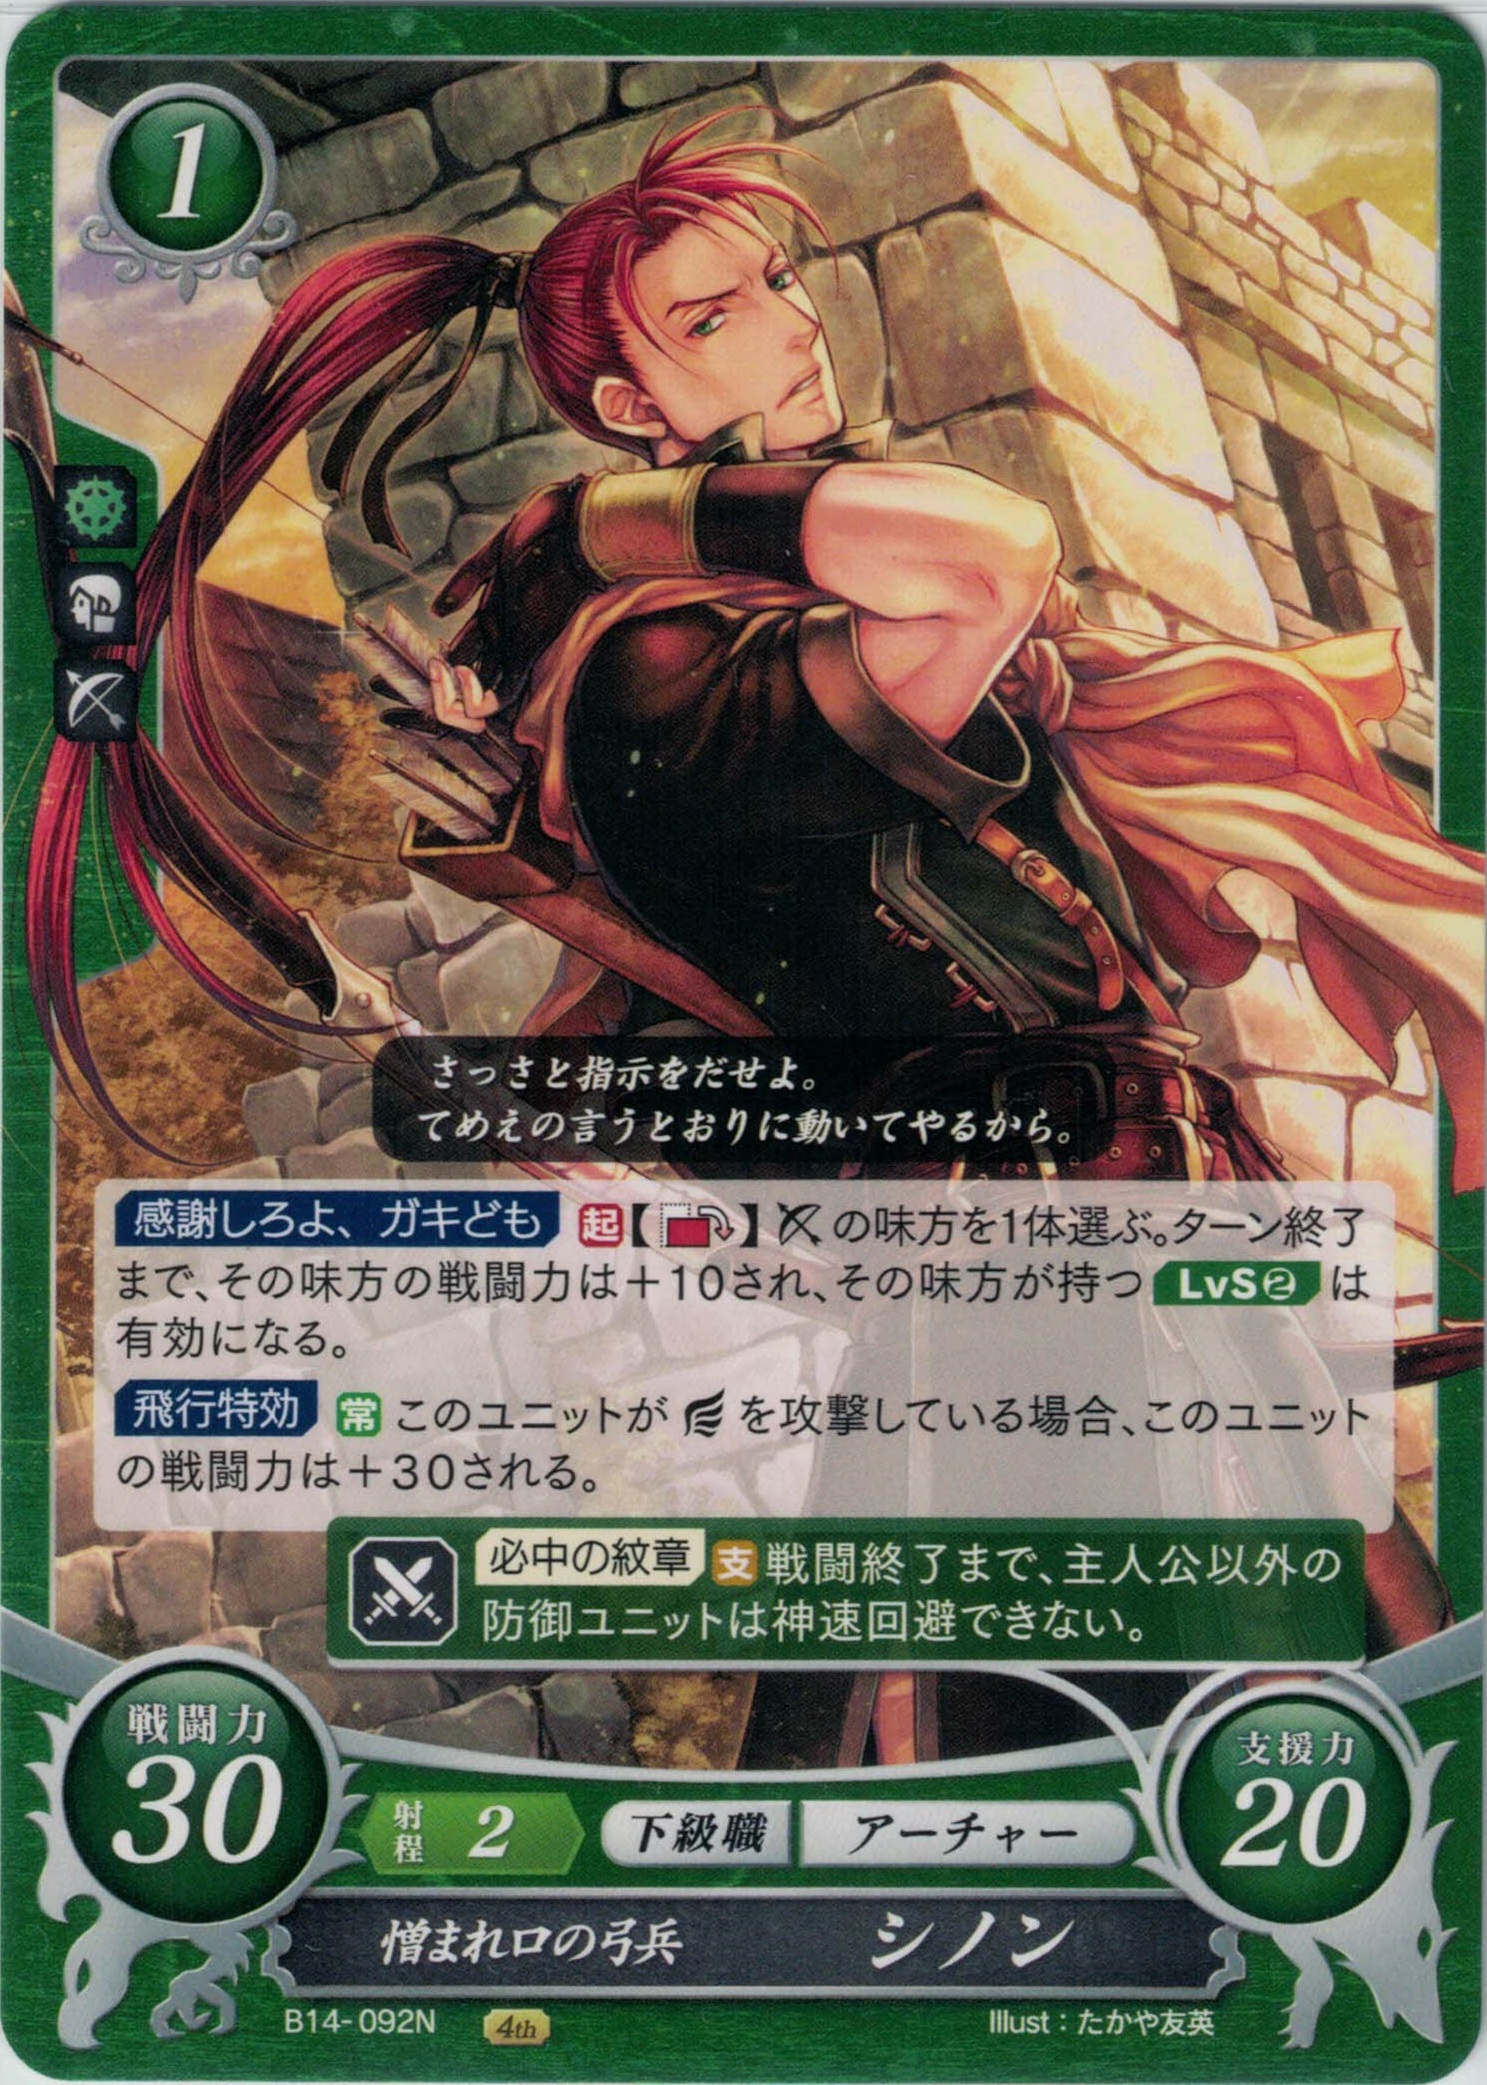 1
さっさと指示をだせよ。
てめえの言うとおりに動いてやるから。
感謝しろよ、ガキども 起【 】 の味方を1体選ぶ。ターン終了
まで、その味方の戦闘力は+10され、その味方が持つ LvS② は
有効になる。
飛行特効 常 このユニットが を攻撃している場合、このユニット
の戦闘力は+30される。
必中の紋章 支 戦闘終了まで、主人公以外の
防御ユニットは神速回避できない。
戦闘力
30
射程 2
下級職 アーチャー
支援力
20
憎まれ口の弓兵 シノン
B14-092N 4th Illust:たかや友英